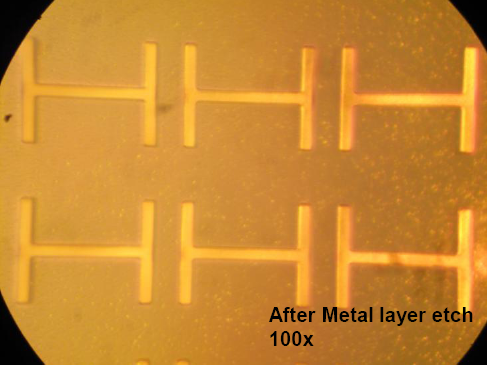 After Metal layer etch
100x